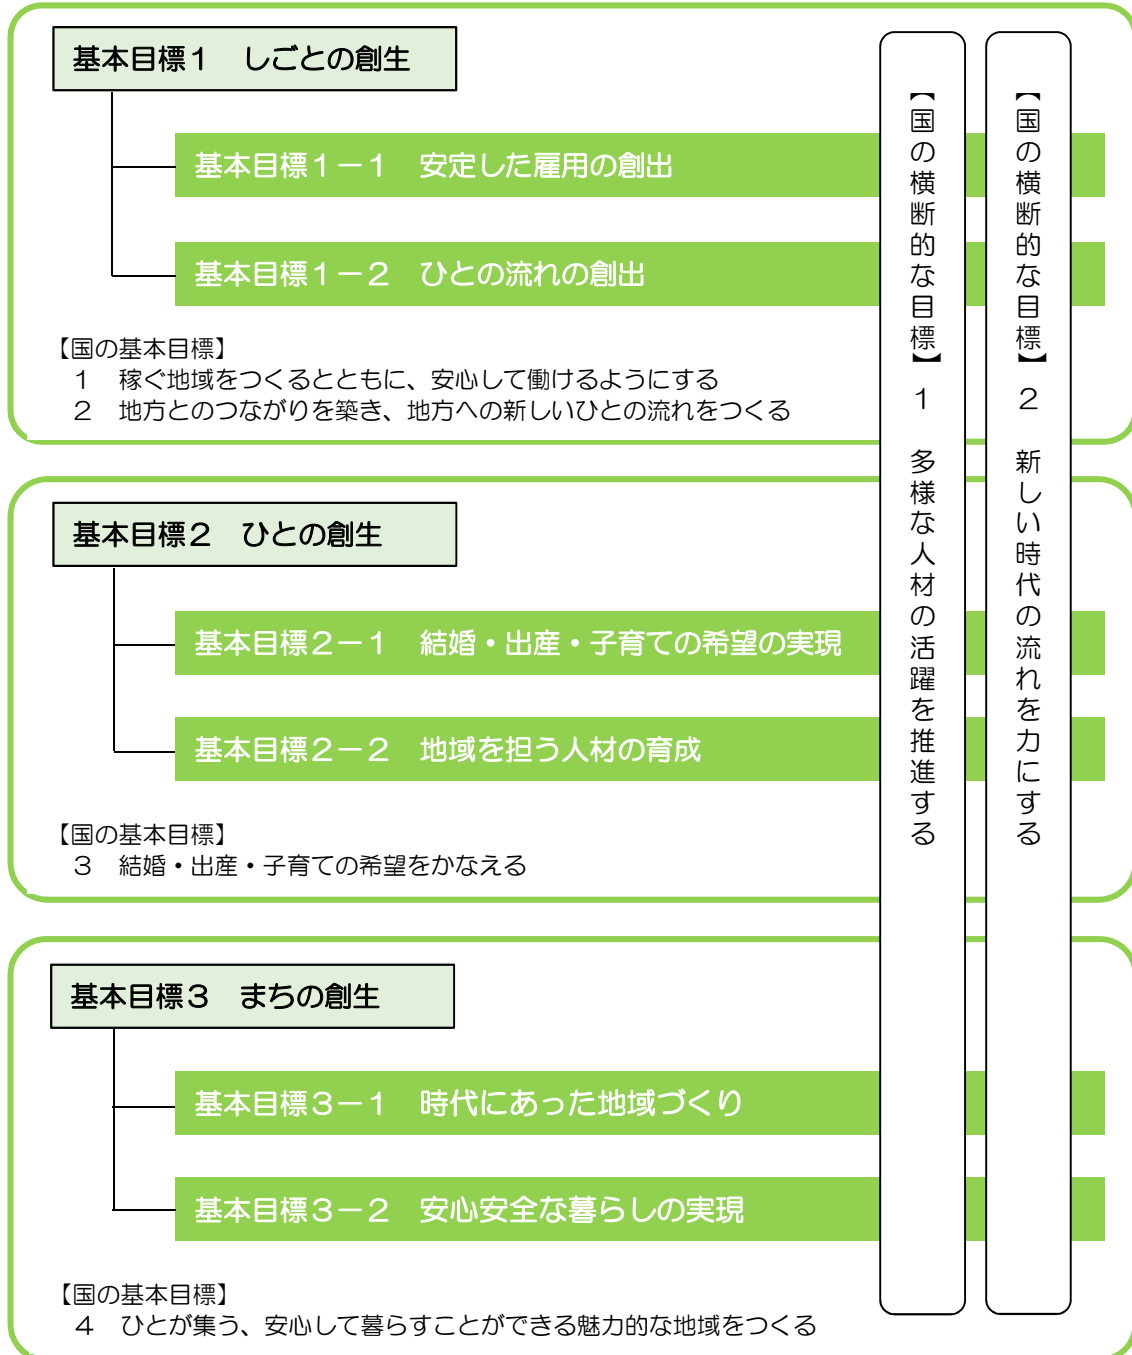 基本目標１　しごとの創生
基本目標１－１　安定した雇用の創出
基本目標１－２　ひとの流れの創出
【国の基本目標】
１　稼ぐ地域をつくるとともに、安心して働けるようにする
２　地方とのつながりを築き、地方への新しいひとの流れをつくる
基本目標２　ひとの創生
基本目標２－１　結婚・出産・子育ての希望の実現
基本目標２－２　地域を担う人材の育成
【国の基本目標】
３　結婚・出産・子育ての希望をかなえる
基本目標３　まちの創生
基本目標３－１　時代にあった地域づくり
基本目標３－２　安心安全な暮らしの実現
【国の基本目標】
４　ひとが集う、安心して暮らすことができる魅力的な地域をつくる
【国の横断的な目標】１　多様な人材の活躍を推進する
【国の横断的な目標】２　新しい時代の流れを力にする